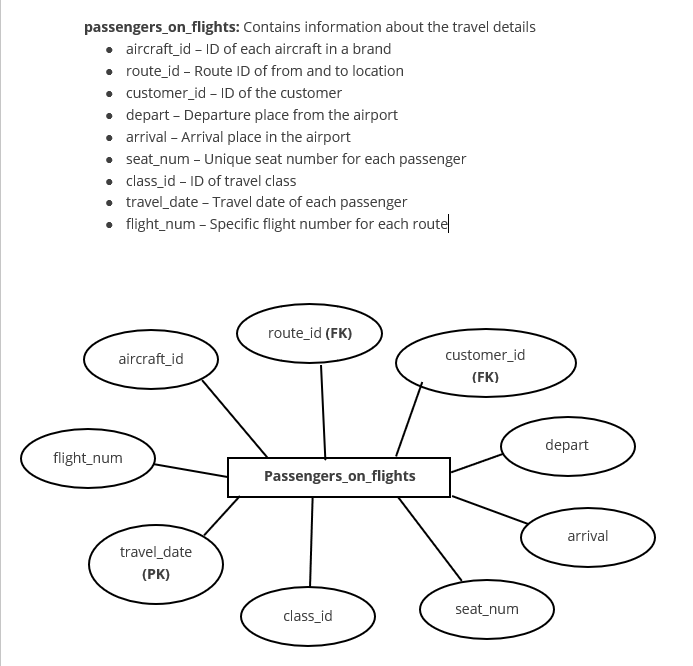 passengers_on_flights: Contains information about the travel details
● aircraft_id – ID of each aircraft in a brand
● route_id – Route ID of from and to location
● customer_id – ID of the customer
● depart – Departure place from the airport
● arrival – Arrival place in the airport
● seat_num – Unique seat number for each passenger
● class_id – ID of travel class
● travel_date – Travel date of each passenger
● flight_num – Specific flight number for each route
route_id (FK)
aircraft_id
customer_id
(FK)
depart
flight_num
Passengers_on_flights
arrival
travel_date
(PK)
class_id
seat_num